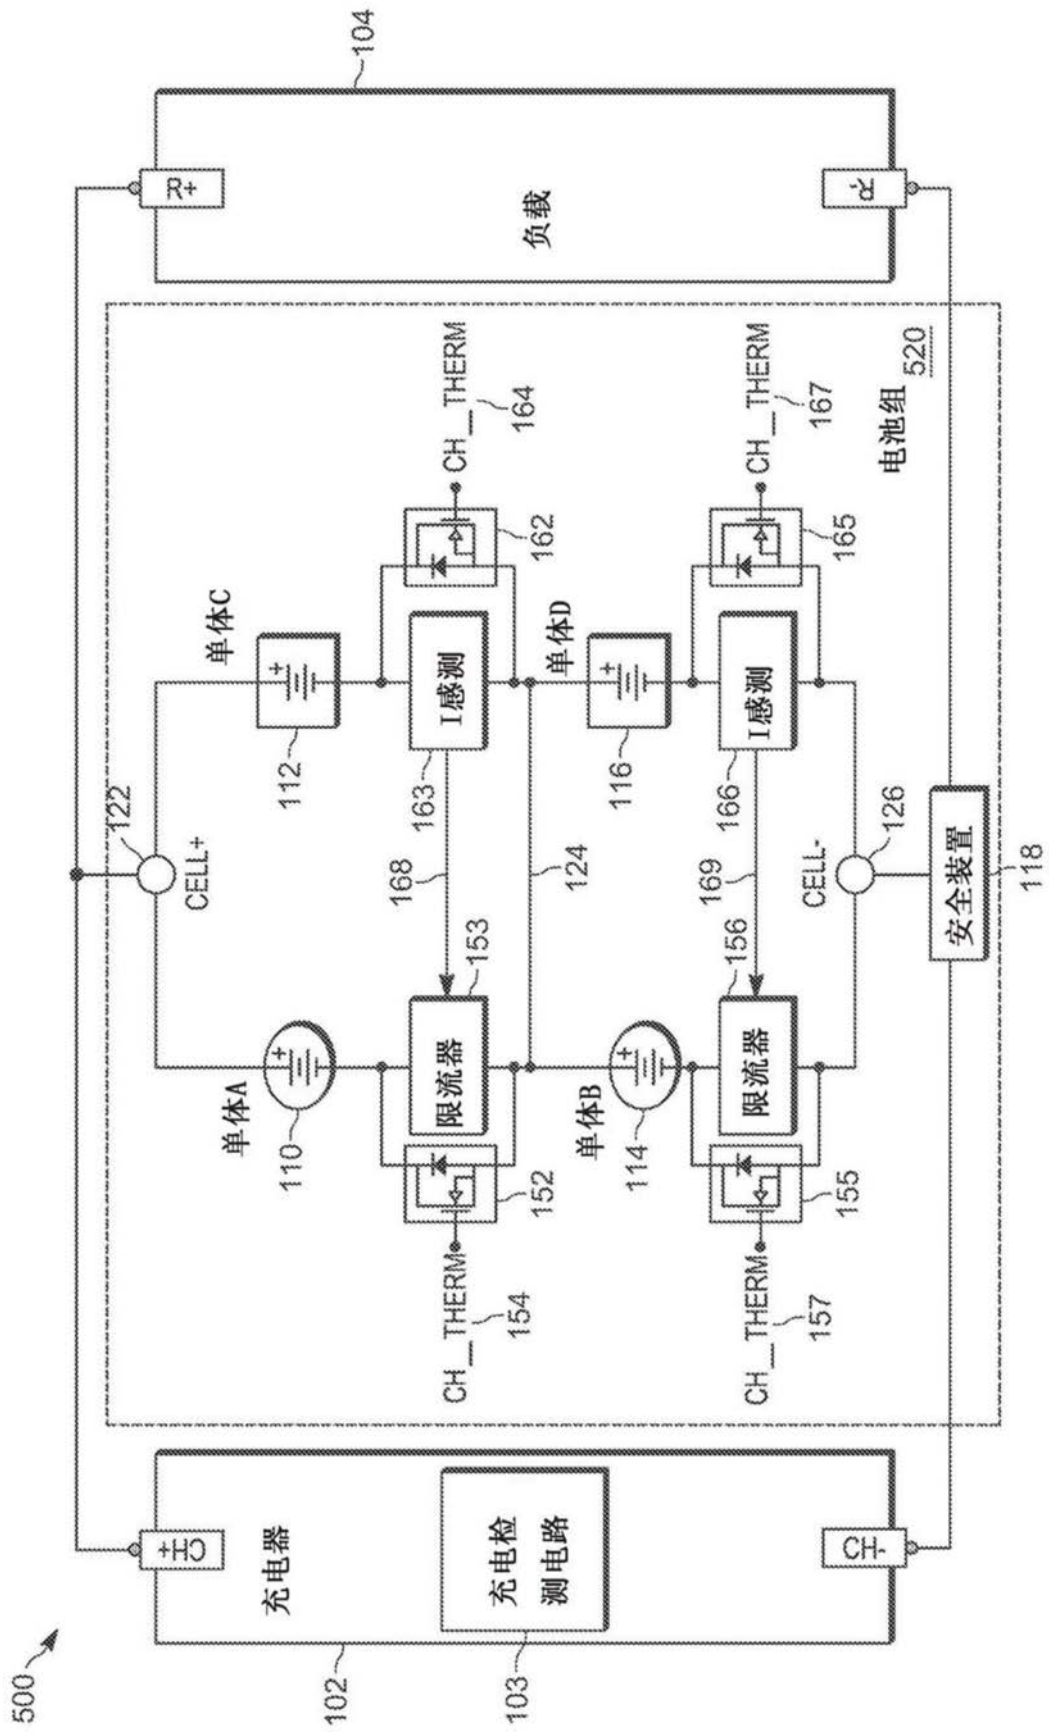 500
102
充电器
CH+
CH-
充电检
测电路
103
122
CELL+
单体A
110
单体C
112
CH_THERM
154
152
限流器
153
168
I感测
163
162
CH_THERM
164
124
单体B
114
单体D
116
CH_THERM
157
155
限流器
156
169
I感测
166
165
CH_THERM
167
CELL-
126
安全装置
118
电池组
520
负载
R+
R-
104